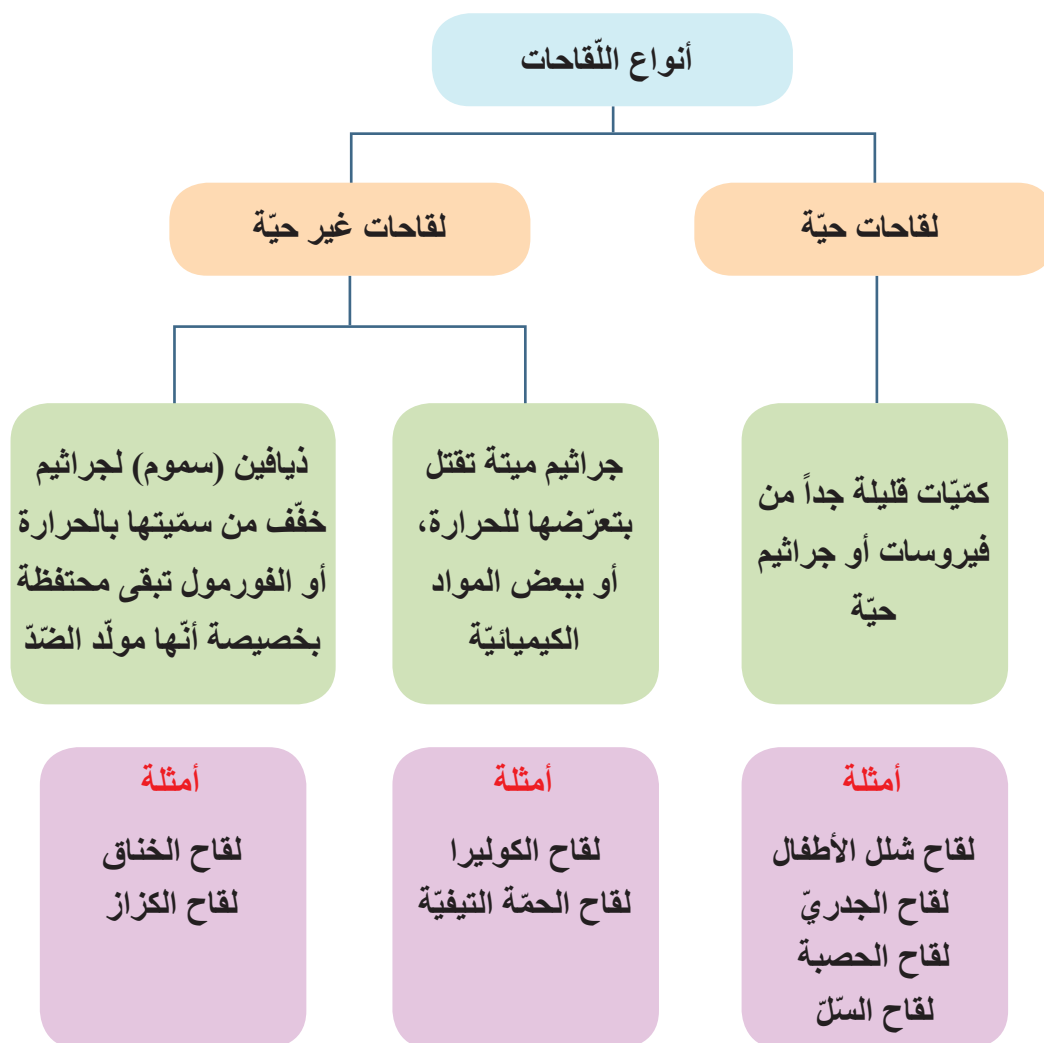 أنواع اللّقاحات
لقاحات حيّة
لقاحات غير حيّة
كمّيّات قليلة جداً من
فيروسات أو جراثيم
حيّة
جراثيم ميتة تقتل
بتعرّضها للحرارة،
أو ببعض المواد
الكيميائيّة
ذيافين (سموم) لجراثيم
خفّف من سمّيتها بالحرارة
أو الفورمول تبقى محتفظة
بخصيصة أنّها مولّد الضّدّ
أمثلة
لقاح شلل الأطفال
لقاح الجدريّ
لقاح الحصبة
لقاح السّلّ
أمثلة
لقاح الكوليرا
لقاح الحمّة التيفيّة
أمثلة
لقاح الخناق
لقاح الكزاز